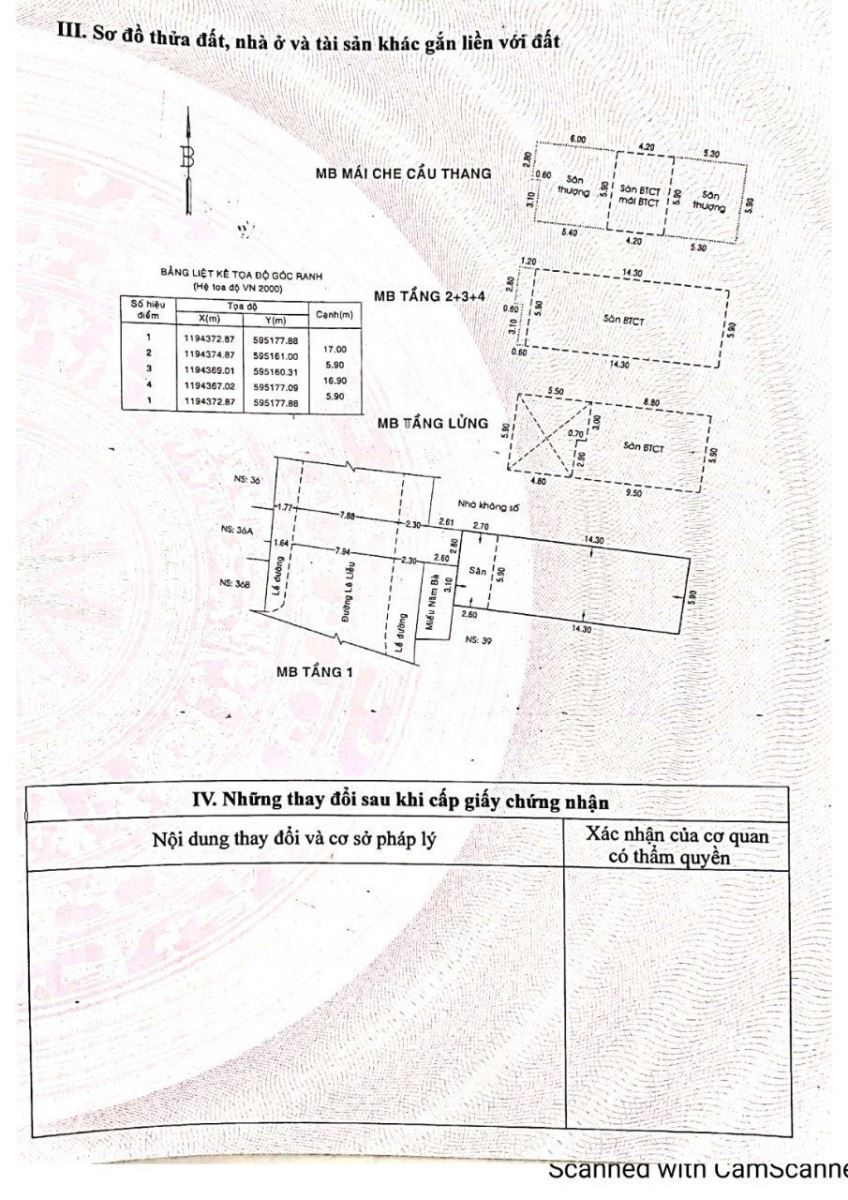 III. Sơ đồ thửa đất, nhà ở và tài sản khác gắn liền với đất
B
MB MÁI CHE CẦU THANG
6.00 4.20 5.30
2.80 0.60 3.10
Sân thượng
5.90
Sàn BTCT mái BTCT
5.90
Sân thượng
5.90
5.40 4.20 5.30
BẢNG LIỆT KÊ TỌA ĐỘ GÓC RANH
(Hệ toa độ VN 2000)
Số hiệu điểm Toa độ Cạnh(m)
X(m) Y(m)
1 1194372.87 595177.88
17.00
2 1194374.87 595161.00
5.90
3 1194369.01 595160.31
16.90
4 1194367.02 595177.09
5.90
1 1194372.87 595177.88
MB TẦNG 2+3+4
1.20 14.30
2.80 0.60 3.10
5.90
Sàn BTCT
5.90
0.60 14.30
MB TẦNG LỬNG
5.50 8.80
5.90
0.70 3.00
2.90
Sàn BTCT
5.90
4.80 9.50
NS: 36
NS: 36A
NS: 36B
Nhà không số
1.77 7.88 2.30 2.61 2.70 14.30
1.64 7.94 2.30 2.60
2.80
3.10
Sân
5.90
5.90
Lề đường
Đường Lò Liễu
Lề đường
Miếu Năm Bà
2.60 14.30
NS: 39
MB TẦNG 1
IV. Những thay đổi sau khi cấp giấy chứng nhận
Nội dung thay đổi và cơ sở pháp lý
Xác nhận của cơ quan
có thẩm quyền
Scanned with CamScanne